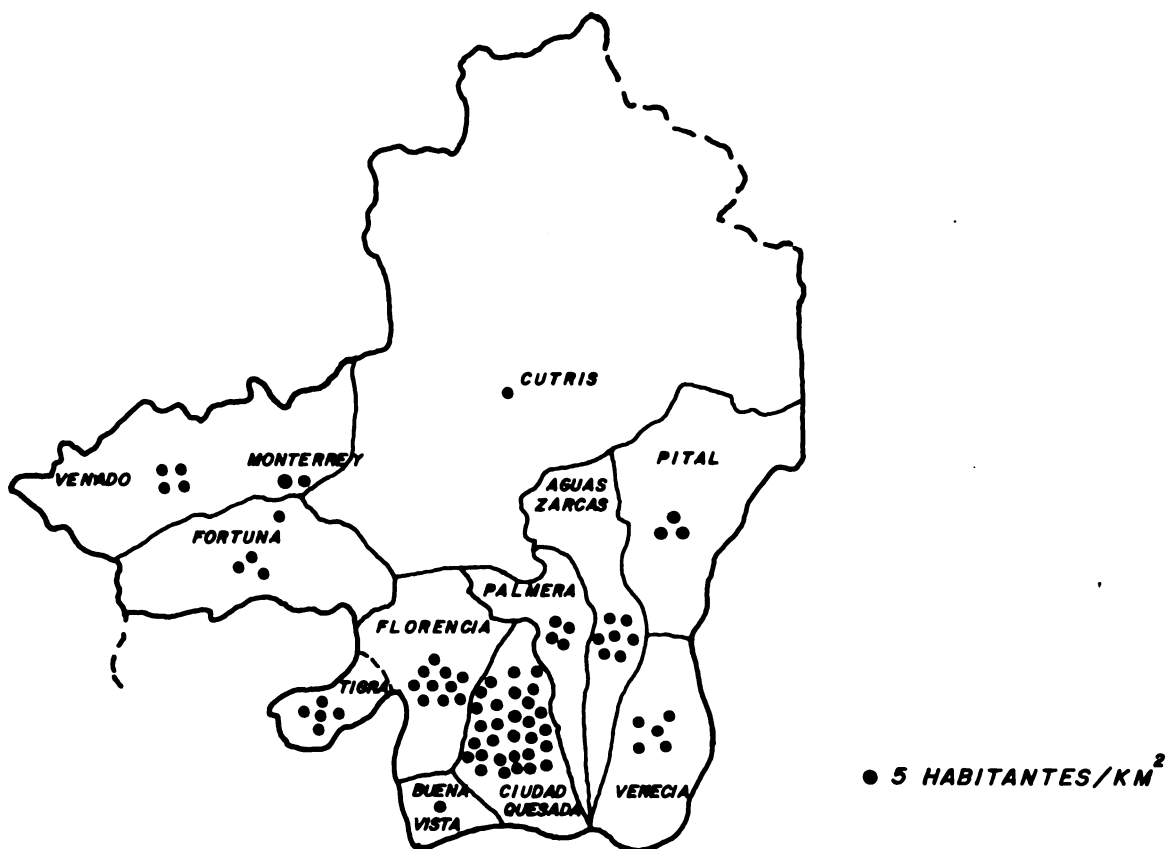 CUTRIS
MONTERREY
VENADO
PITAL
AGUAS
ZARCAS
FORTUNA
PALMERA
FLORENCIA
TIGRA
BUENA
VISTA
CIUDAD
QUESADA
VENECIA
5 HABITANTES/KM²